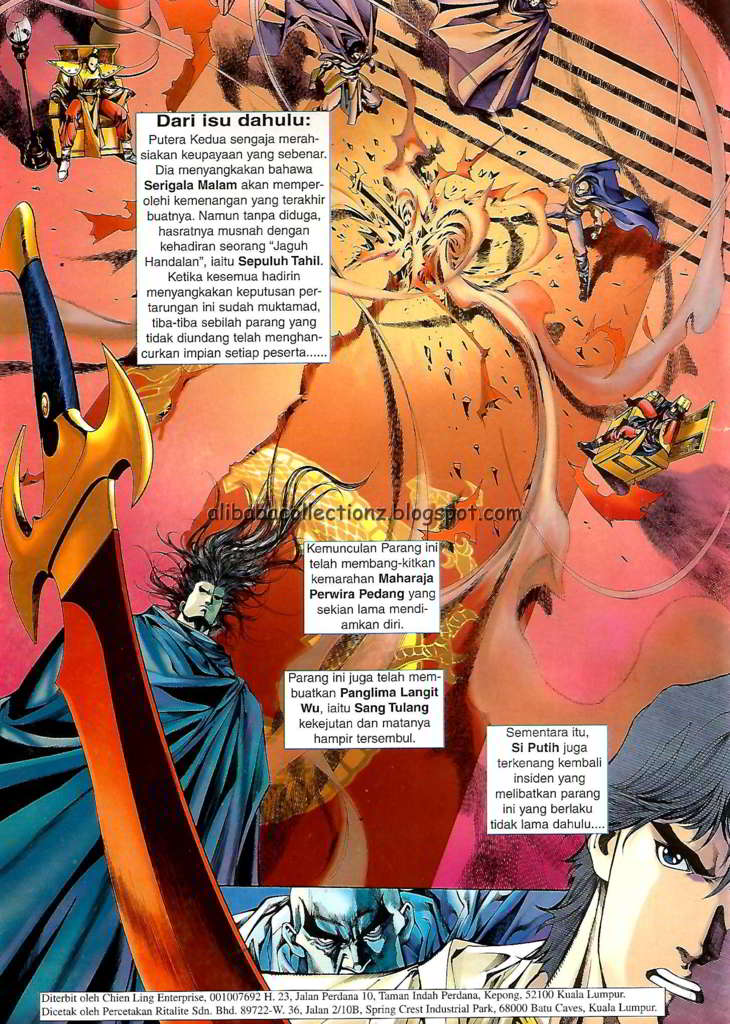 Dari isu dahulu:
Putera Kedua sengaja merah-
siakan keupayaan yang sebenar.
Dia menyangkakan bahawa
Serigala Malam akan memper-
olehi kemenangan yang terakhir
buatnya. Namun tanpa diduga,
hasratnya musnah dengan
kehadiran seorang "Jaguh
Handalan", iaitu Sepuluh Tahil.
Ketika kesemua hadirin
menyangkakan keputusan per-
tarungan ini sudah muktamad,
tiba-tiba sebilah parang yang
tidak diundang telah menghan-
curkan impian setiap peserta......
alibabacollectionz.blogspot.com
Kemunculan Parang ini
telah membang-kitkan
kemarahan Maharaja
Perwira Pedang yang
sekian lama mendi-
amkan diri.
Parang ini juga telah mem-
buatkan Panglima Langit
Wu, iaitu Sang Tulang
kekejutan dan matanya
hampir tersembul.
Sementara itu,
Si Putih juga
terkenang kembali
insiden yang
melibatkan parang
ini yang berlaku
tidak lama dahulu....
Diterbit oleh Chien Ling Enterprise, 001007692 H. 23, Jalan Perdana 10, Taman Indah Perdana, Kepong, 52100 Kuala Lumpur.
Dicetak oleh Percetakan Ritalite Sdn. Bhd. 89722-W. 36, Jalan 2/10B, Spring Crest Industrial Park, 68000 Batu Caves, Kuala Lumpur.